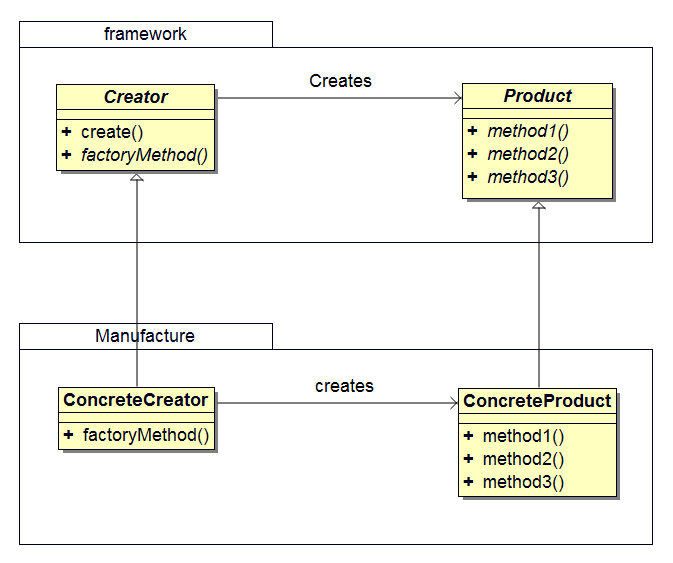 framework
Creator
+ create()
+ factoryMethod()
Creates
Product
+ method1()
+ method2()
+ method3()
Manufacture
ConcreteCreator
+ factoryMethod()
creates
ConcreteProduct
+ method1()
+ method2()
+ method3()